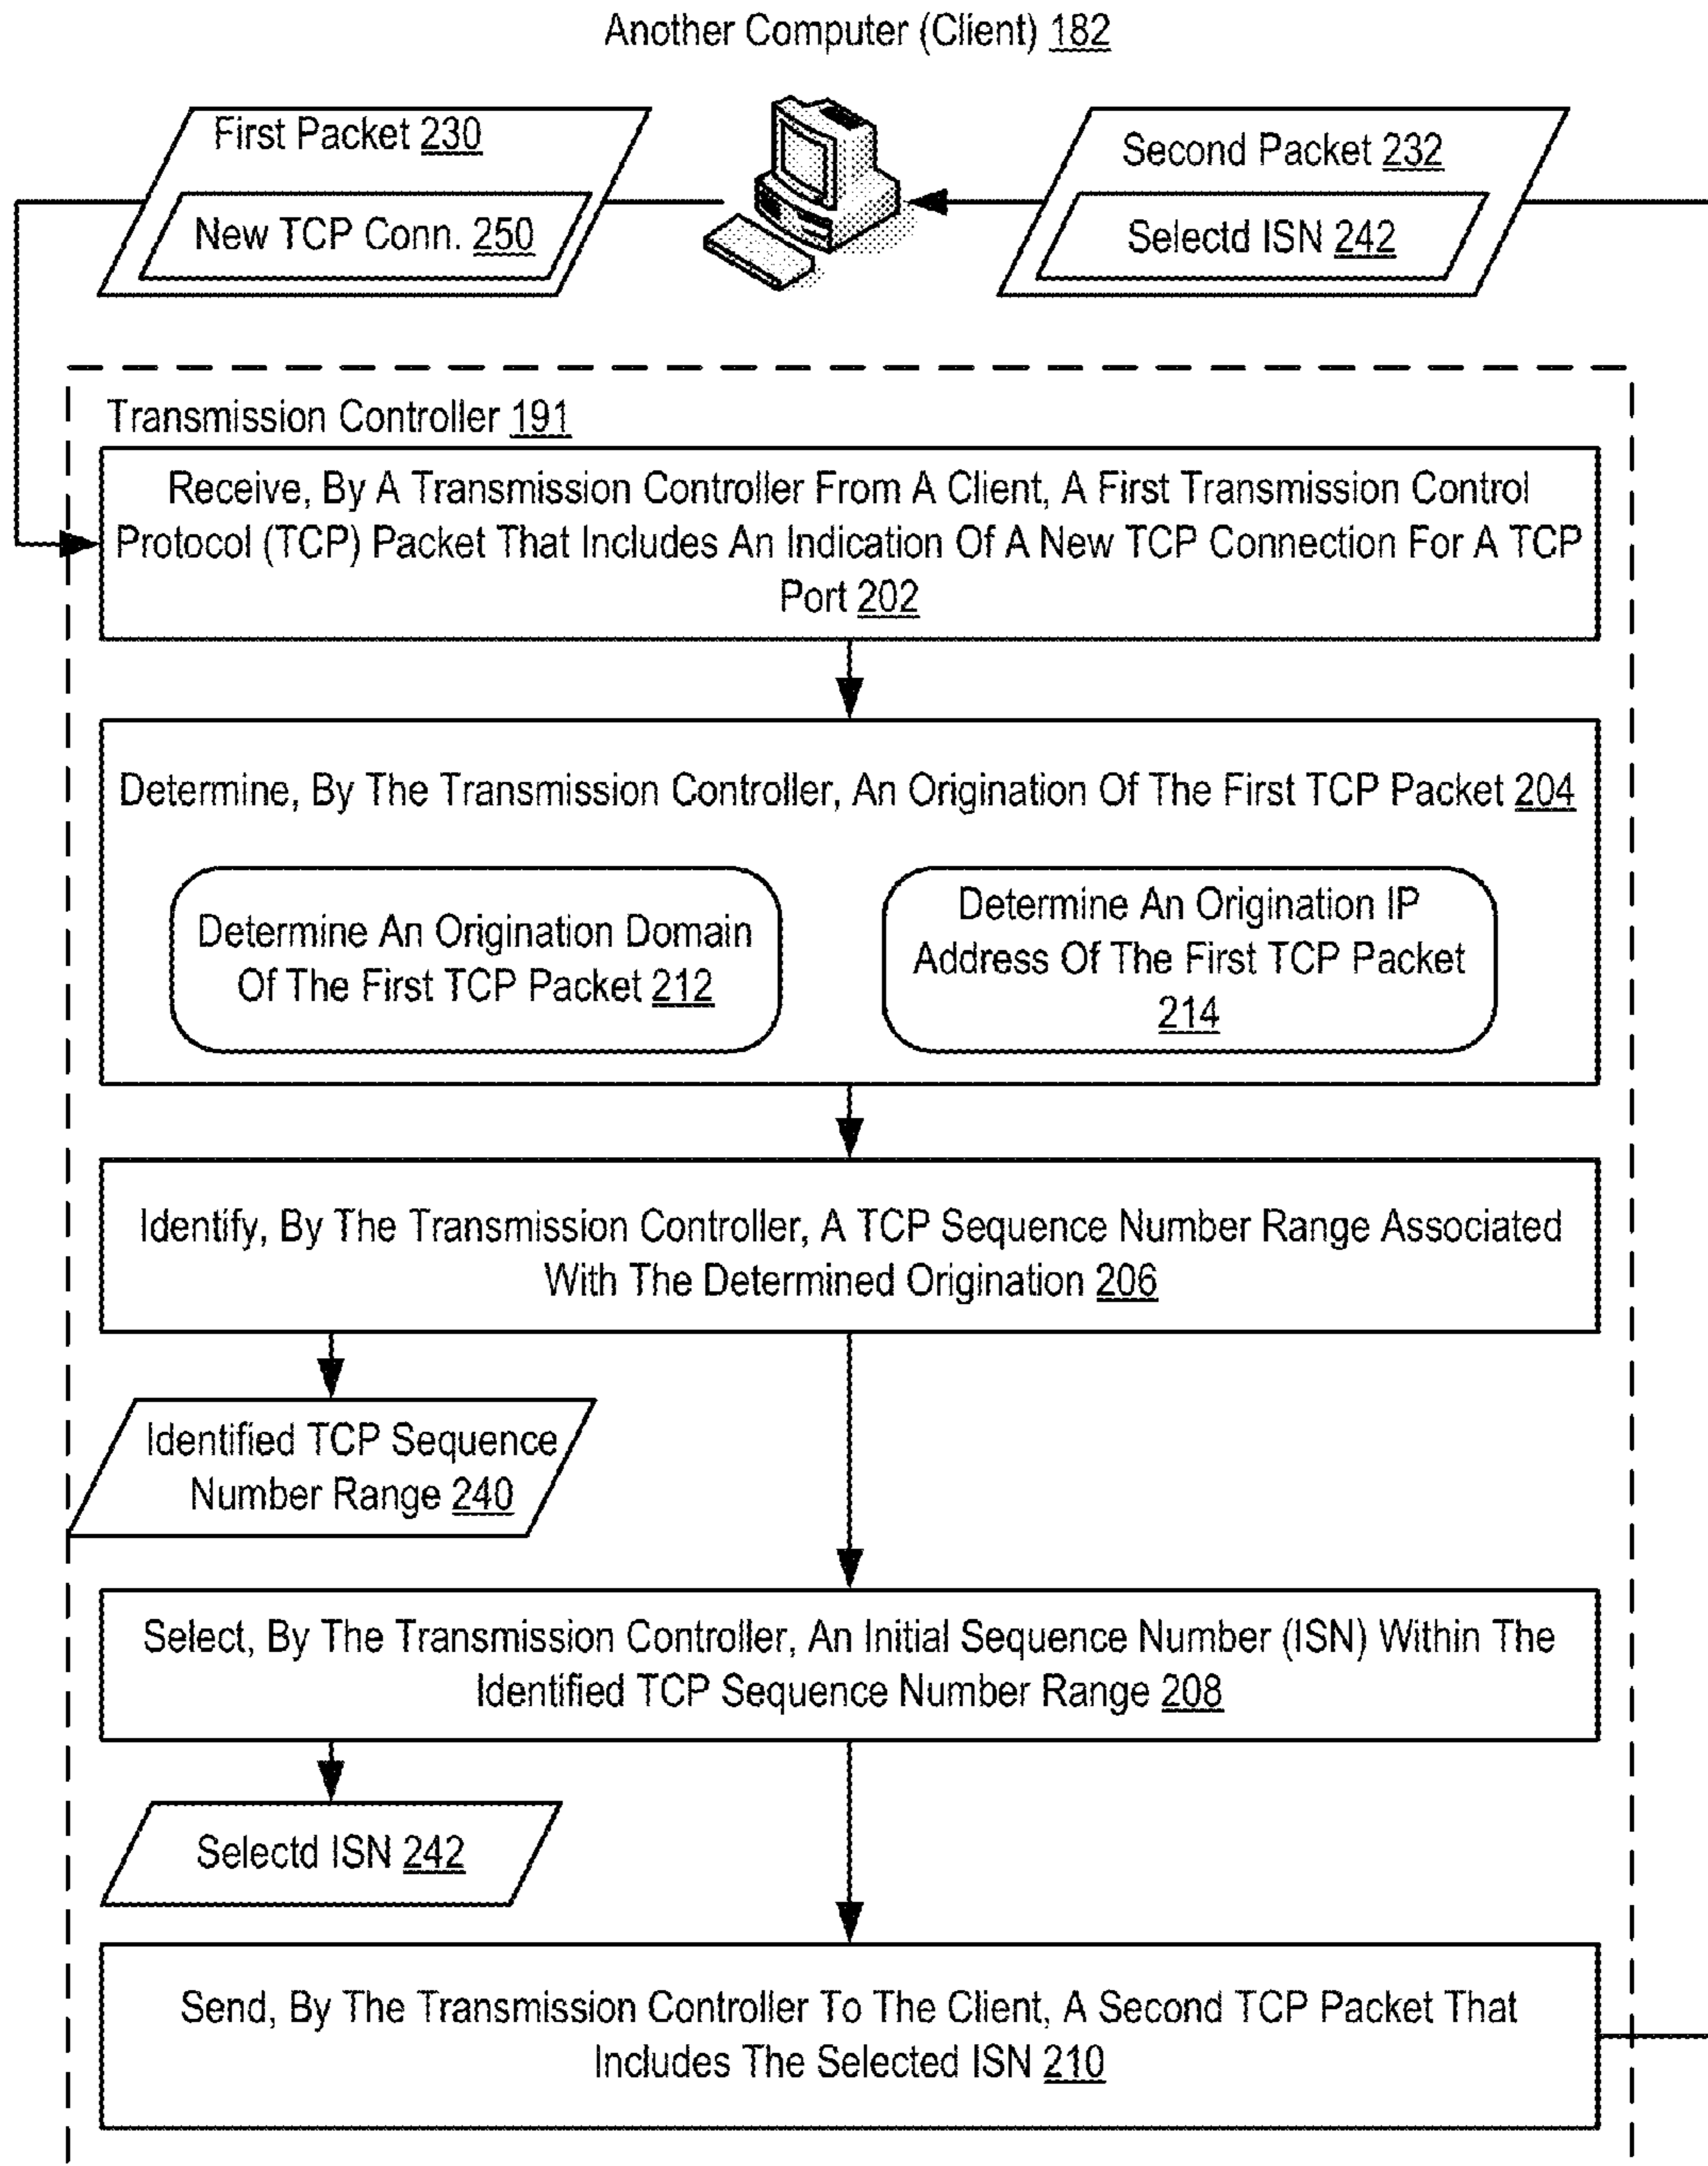 Another Computer (Client) 182
First Packet 230
New TCP Conn. 250
Second Packet 232
Selectd ISN 242
Transmission Controller 191
Receive, By A Transmission Controller From A Client, A First Transmission Control
Protocol (TCP) Packet That Includes An Indication Of A New TCP Connection For A TCP
Port 202
Determine, By The Transmission Controller, An Origination Of The First TCP Packet 204
Determine An Origination Domain
Of The First TCP Packet 212
Determine An Origination IP
Address Of The First TCP Packet
214
Identify, By The Transmission Controller, A TCP Sequence Number Range Associated
With The Determined Origination 206
Identified TCP Sequence
Number Range 240
Select, By The Transmission Controller, An Initial Sequence Number (ISN) Within The
Identified TCP Sequence Number Range 208
Selectd ISN 242
Send, By The Transmission Controller To The Client, A Second TCP Packet That
Includes The Selected ISN 210